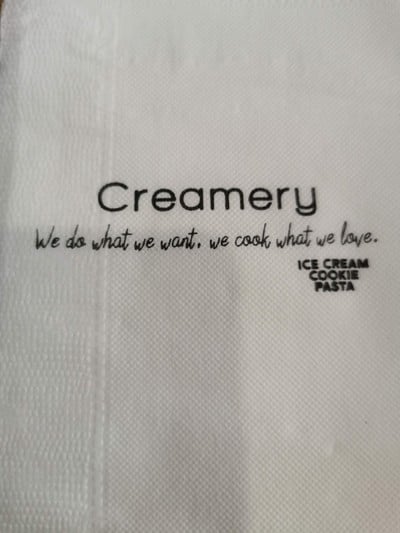 Creamery
We do what we want, we cook what we love.
ICE CREAM
COOKIE
PASTA